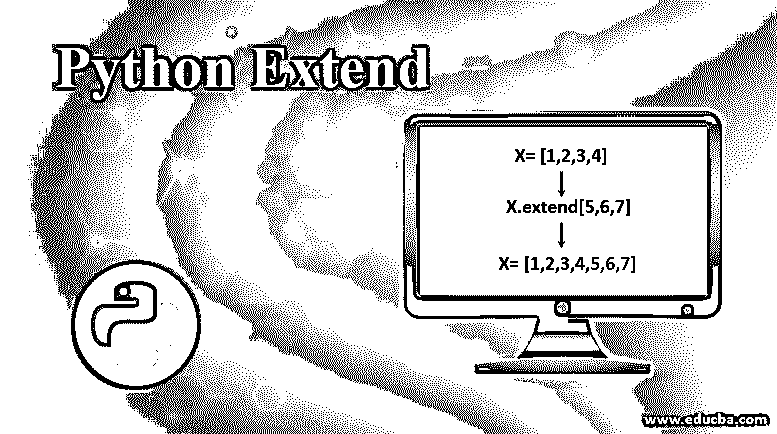 Python Extend
X= [1,2,3,4]
X.extend[5,6,7]
X= [1,2,3,4,5,6,7]
www.educba.com